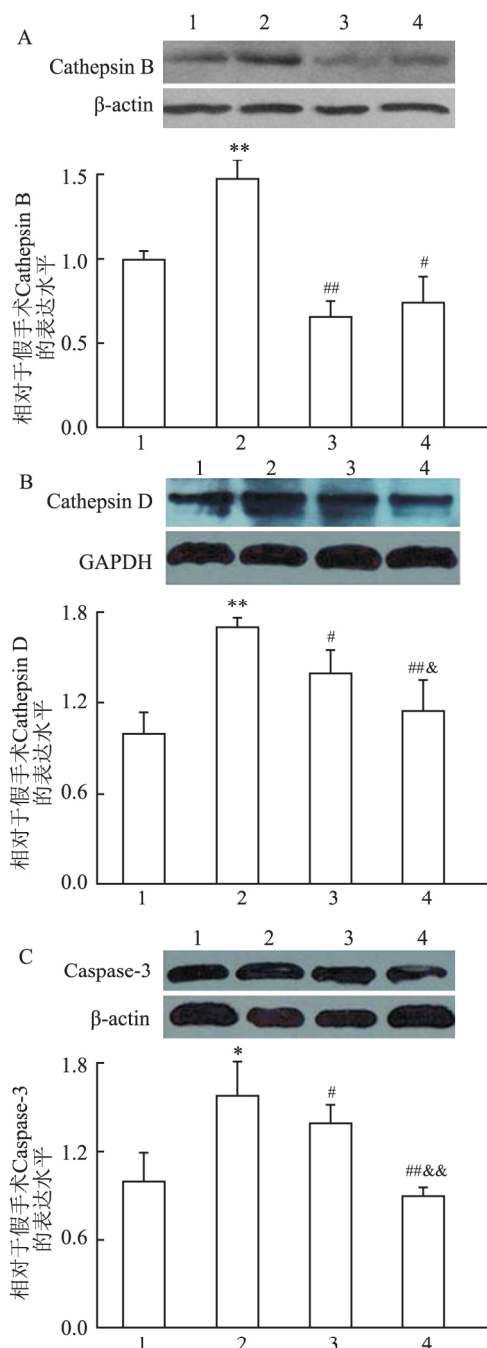 A
1 2 3 4
Cathepsin B
β-actin
相对于假手术Cathepsin B
的表达水平
1.5
1.0
0.5
0.0
**
##
#
1 2 3 4
B
1 2 3 4
Cathepsin D
GAPDH
相对于假手术Cathepsin D
的表达水平
1.8
1.2
0.6
0.0
**
#
##&
1 2 3 4
C
1 2 3 4
Caspase-3
β-actin
相对于假手术Caspase-3
的表达水平
1.8
1.2
0.6
0.0
*
#
##&&
1 2 3 4